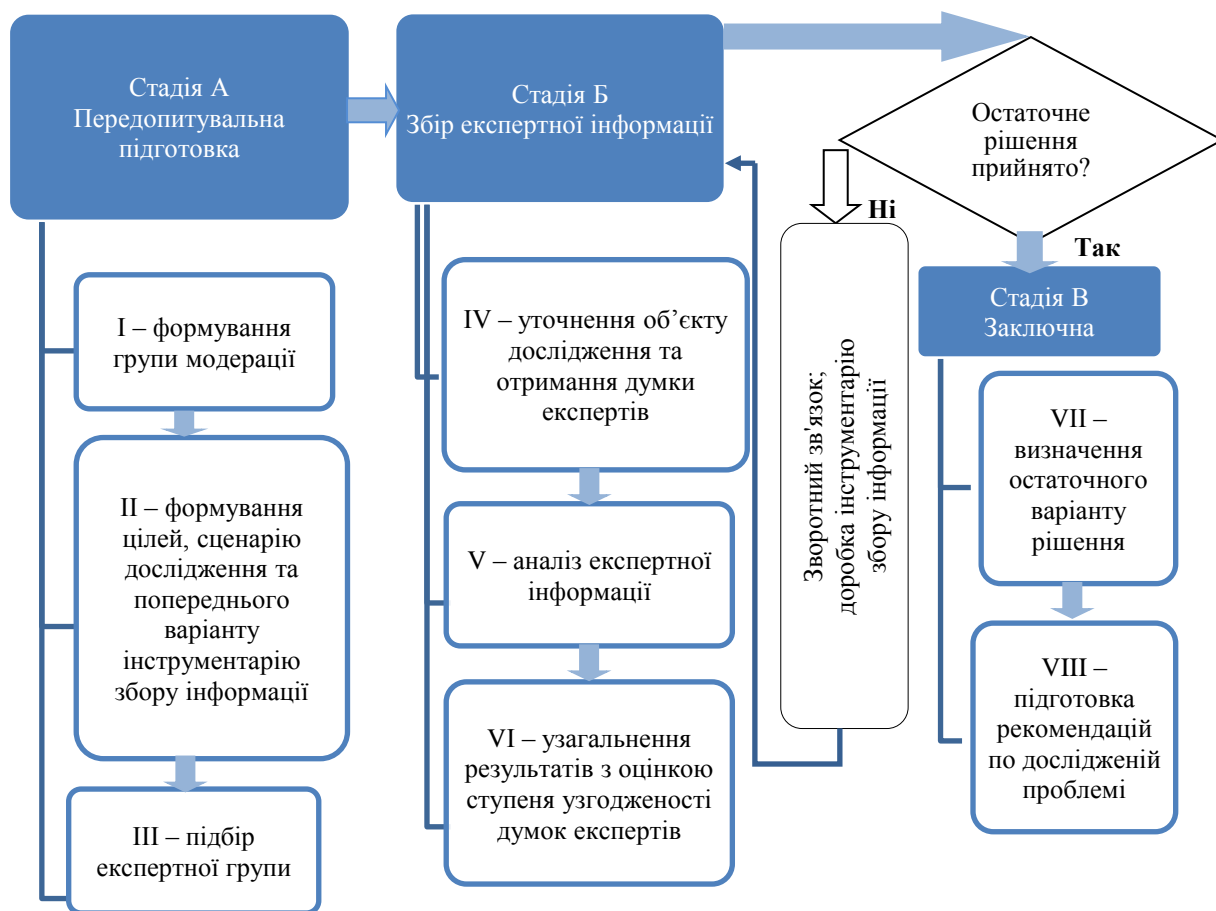 Стадія А
Передопитувальна
підготовка
І – формування
групи модерації
ІІ – формування
цілей, сценарію
дослідження та
попереднього
варіанту
інструментарію
збору інформації
ІІІ – підбір
експертної групи
Стадія Б
Збір експертної інформації
IV – уточнення об’єкту
дослідження та
отримання думки
експертів
V – аналіз експертної
інформації
VI – узагальнення
результатів з оцінкою
ступеня узгодженості
думок експертів
Остаточне
рішення
прийнято?
Ні
Зворотний зв'язок;
доробка інструментарію
збору інформації
Так
Стадія В
Заключна
VII –
визначення
остаточного
варіанту
рішення
VIII –
підготовка
рекомендацій
по дослідженій
проблемі